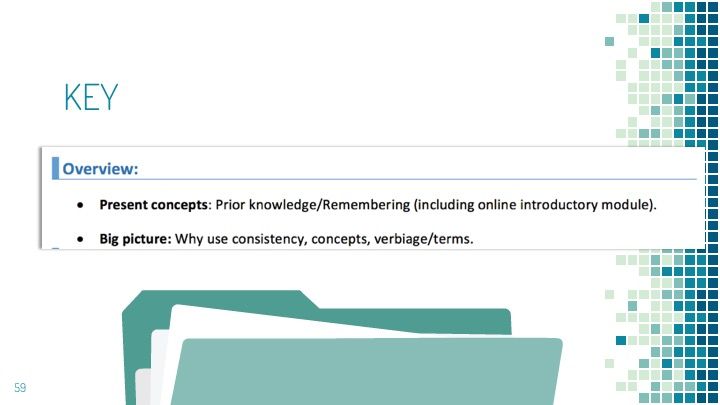 KEY
Overview:
• Present concepts: Prior knowledge/Remembering (including online introductory module).
• Big picture: Why use consistency, concepts, verbiage/terms.
59